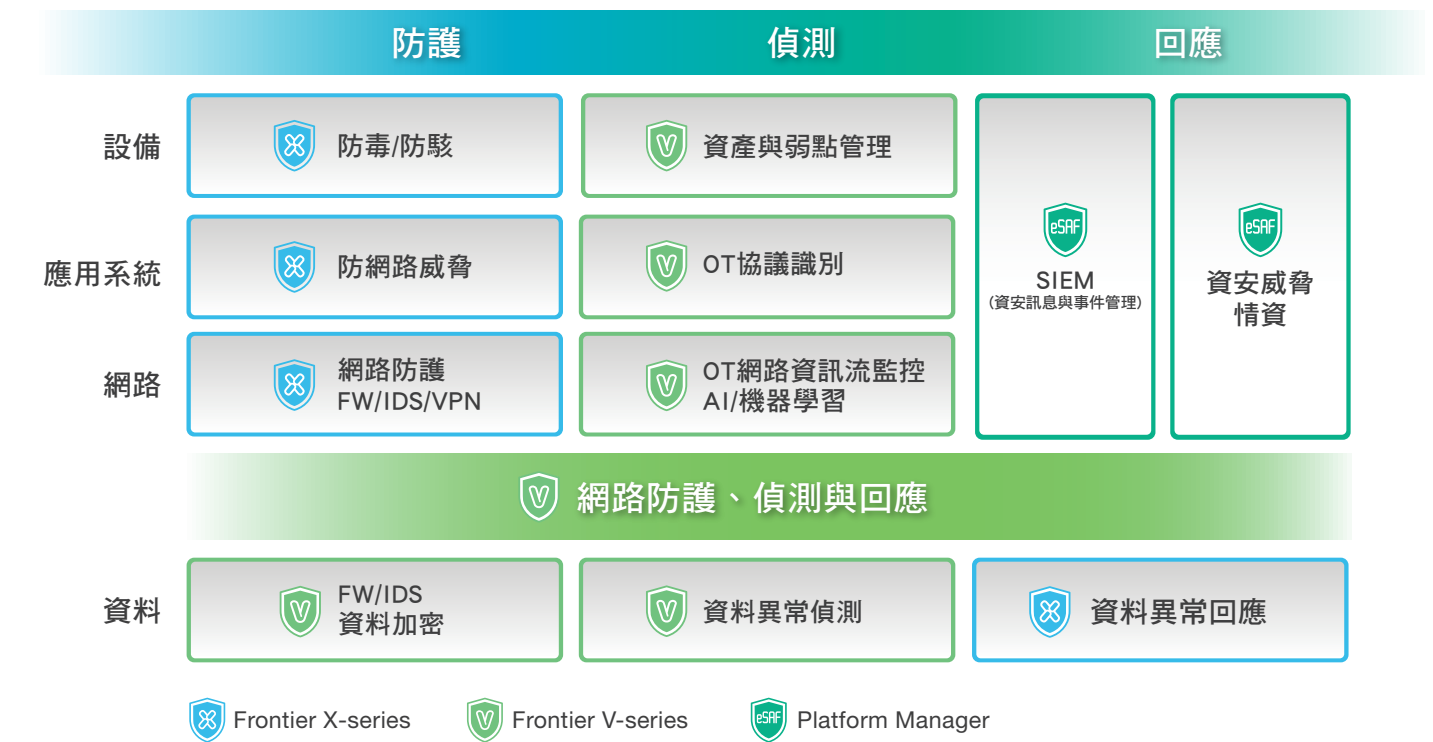 防護
偵測
回應
設備
防毒/防駭
資產與弱點管理
應用系統
防網路威脅
OT協議識別
eSAF
SIEM
(資安訊息與事件管理)
eSAF
資安威脅
情資
網路
網路防護
FW/IDS/VPN
OT網路資訊流監控
AI/機器學習
網路防護、偵測與回應
資料
FW/IDS
資料加密
資料異常偵測
資料異常回應
Frontier X-series
Frontier V-series
eSAF
Platform Manager